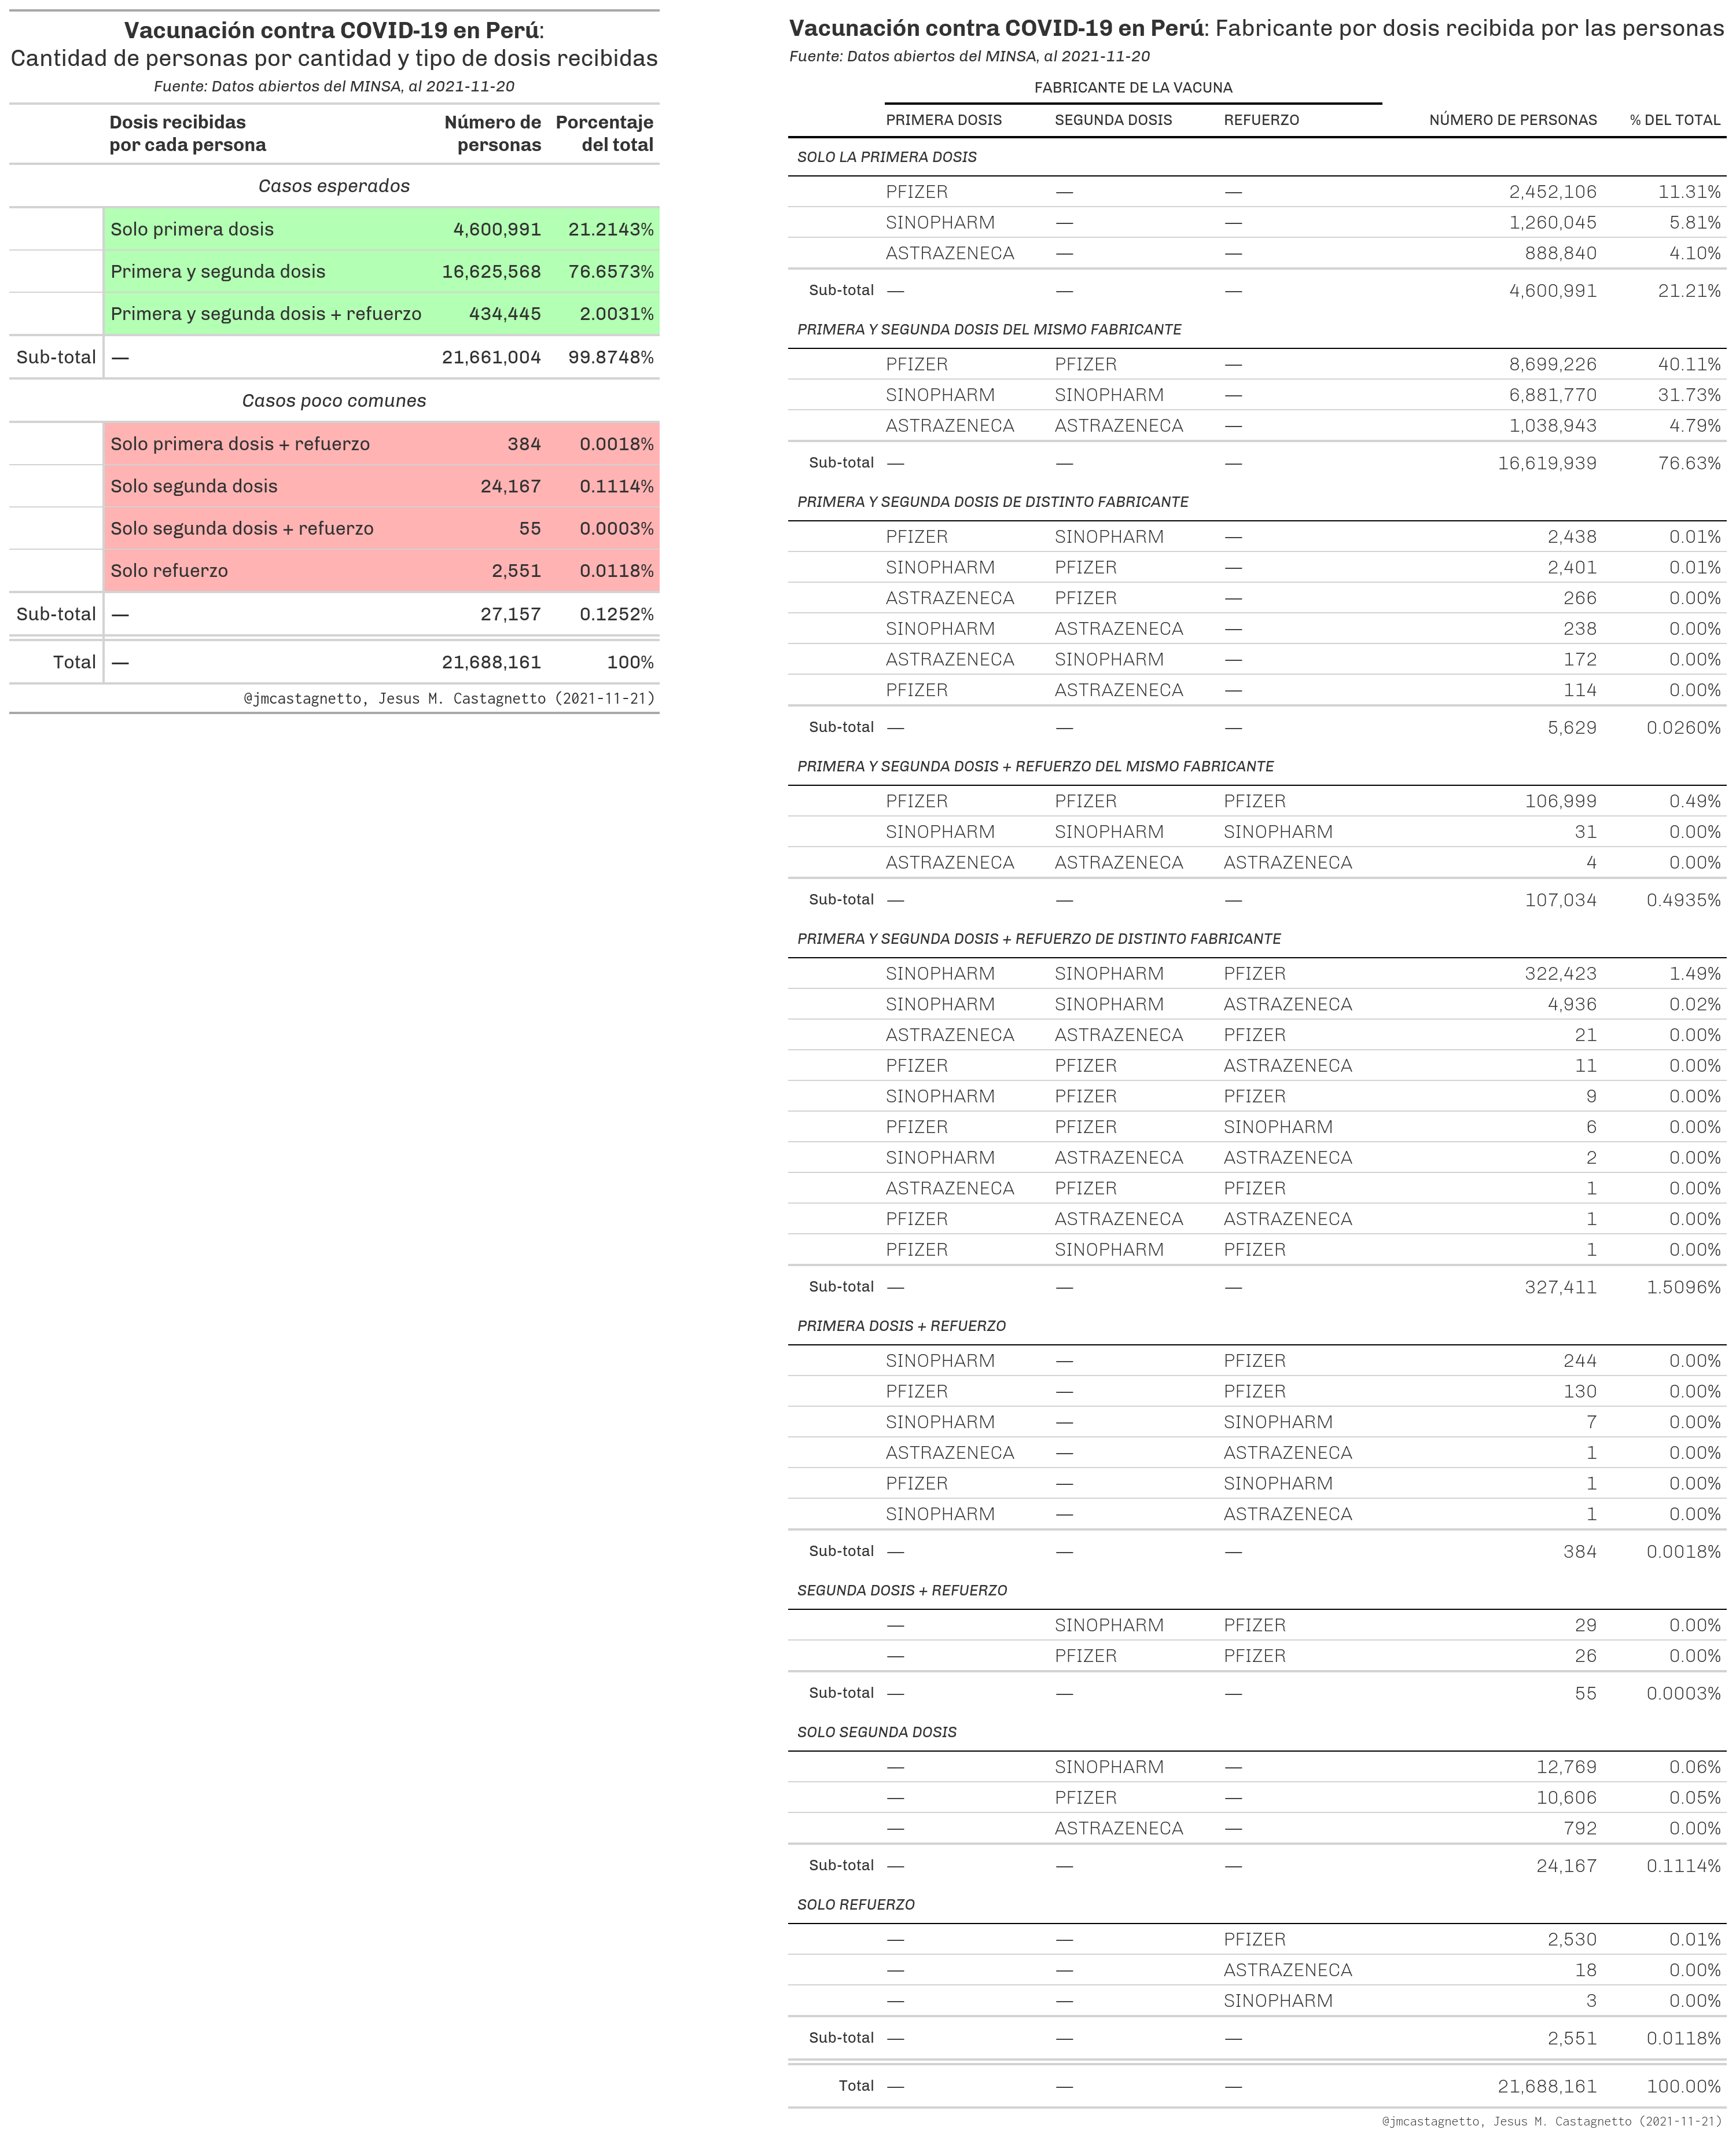 Vacunación contra COVID-19 en Perú:
Cantidad de personas por cantidad y tipo de dosis recibidas
Fuente: Datos abiertos del MINSA, al 2021-11-20
Dosis recibidas por cada persona Número de personas Porcentaje del total
Casos esperados
Solo primera dosis 4,600,991 21.2143%
Primera y segunda dosis 16,625,568 76.6573%
Primera y segunda dosis + refuerzo 434,445 2.0031%
Sub-total — 21,661,004 99.8748%
Casos poco comunes
Solo primera dosis + refuerzo 384 0.0018%
Solo segunda dosis 24,167 0.1114%
Solo segunda dosis + refuerzo 55 0.0003%
Solo refuerzo 2,551 0.0118%
Sub-total — 27,157 0.1252%
Total — 21,688,161 100%
@jmcastagnetto, Jesus M. Castagnetto (2021-11-21)
Vacunación contra COVID-19 en Perú: Fabricante por dosis recibida por las personas
Fuente: Datos abiertos del MINSA, al 2021-11-20
FABRICANTE DE LA VACUNA
PRIMERA DOSIS SEGUNDA DOSIS REFUERZO NÚMERO DE PERSONAS % DEL TOTAL
SOLO LA PRIMERA DOSIS
PFIZER — — 2,452,106 11.31%
SINOPHARM — — 1,260,045 5.81%
ASTRAZENECA — — 888,840 4.10%
Sub-total — — — 4,600,991 21.21%
PRIMERA Y SEGUNDA DOSIS DEL MISMO FABRICANTE
PFIZER PFIZER — 8,699,226 40.11%
SINOPHARM SINOPHARM — 6,881,770 31.73%
ASTRAZENECA ASTRAZENECA — 1,038,943 4.79%
Sub-total — — — 16,619,939 76.63%
PRIMERA Y SEGUNDA DOSIS DE DISTINTO FABRICANTE
PFIZER SINOPHARM — 2,438 0.01%
SINOPHARM PFIZER — 2,401 0.01%
ASTRAZENECA PFIZER — 266 0.00%
SINOPHARM ASTRAZENECA — 238 0.00%
ASTRAZENECA SINOPHARM — 172 0.00%
PFIZER ASTRAZENECA — 114 0.00%
Sub-total — — — 5,629 0.0260%
PRIMERA Y SEGUNDA DOSIS + REFUERZO DEL MISMO FABRICANTE
PFIZER PFIZER PFIZER 106,999 0.49%
SINOPHARM SINOPHARM SINOPHARM 31 0.00%
ASTRAZENECA ASTRAZENECA ASTRAZENECA 4 0.00%
Sub-total — — — 107,034 0.4935%
PRIMERA Y SEGUNDA DOSIS + REFUERZO DE DISTINTO FABRICANTE
SINOPHARM SINOPHARM PFIZER 322,423 1.49%
SINOPHARM SINOPHARM ASTRAZENECA 4,936 0.02%
ASTRAZENECA ASTRAZENECA PFIZER 21 0.00%
PFIZER PFIZER ASTRAZENECA 11 0.00%
SINOPHARM PFIZER PFIZER 9 0.00%
PFIZER PFIZER SINOPHARM 6 0.00%
SINOPHARM ASTRAZENECA ASTRAZENECA 2 0.00%
ASTRAZENECA PFIZER PFIZER 1 0.00%
PFIZER ASTRAZENECA ASTRAZENECA 1 0.00%
PFIZER SINOPHARM PFIZER 1 0.00%
Sub-total — — — 327,411 1.5096%
PRIMERA DOSIS + REFUERZO
SINOPHARM — PFIZER 244 0.00%
PFIZER — PFIZER 130 0.00%
SINOPHARM — SINOPHARM 7 0.00%
ASTRAZENECA — ASTRAZENECA 1 0.00%
PFIZER — SINOPHARM 1 0.00%
SINOPHARM — ASTRAZENECA 1 0.00%
Sub-total — — — 384 0.0018%
SEGUNDA DOSIS + REFUERZO
— SINOPHARM PFIZER 29 0.00%
— PFIZER PFIZER 26 0.00%
Sub-total — — — 55 0.0003%
SOLO SEGUNDA DOSIS
— SINOPHARM — 12,769 0.06%
— PFIZER — 10,606 0.05%
— ASTRAZENECA — 792 0.00%
Sub-total — — — 24,167 0.1114%
SOLO REFUERZO
— — PFIZER 2,530 0.01%
— — ASTRAZENECA 18 0.00%
— — SINOPHARM 3 0.00%
Sub-total — — — 2,551 0.0118%
Total — — — 21,688,161 100.00%
@jmcastagnetto, Jesus M. Castagnetto (2021-11-21)